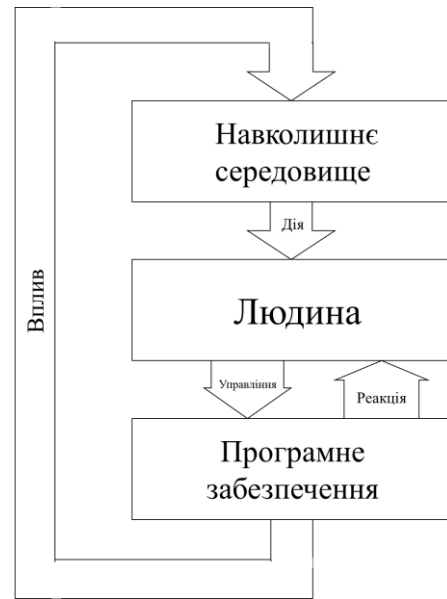 Навколишнє
середовище
Дія
Людина
Вплив
Управління
Реакція
Програмне
забезпечення